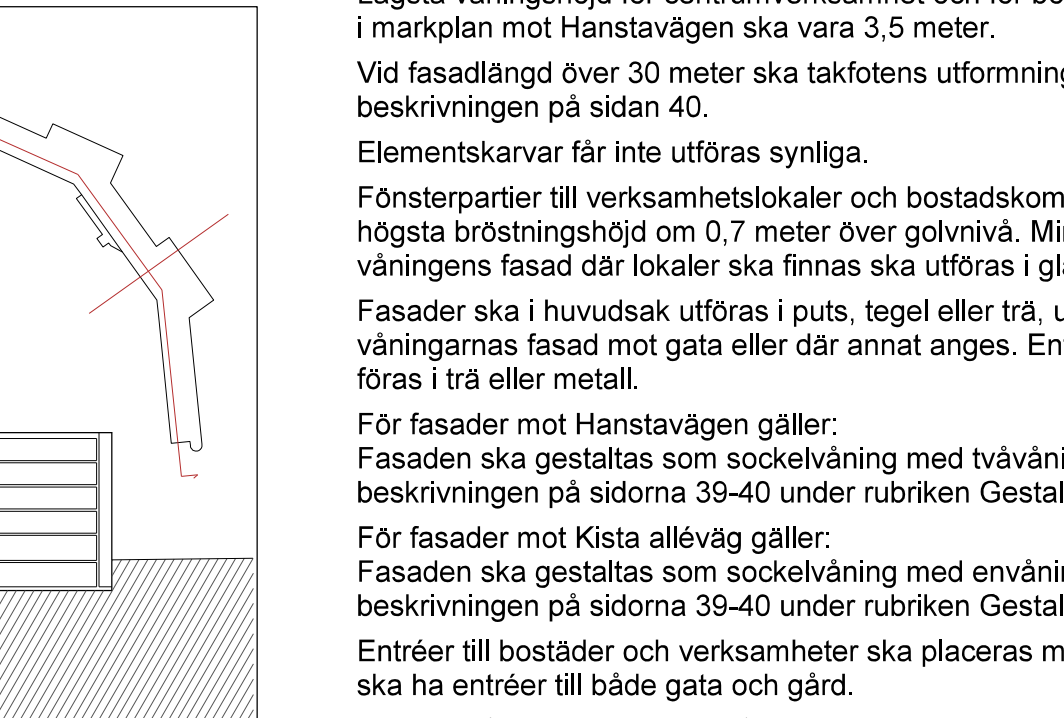 Lägsta våningshöjd för centrumverksamhet och för
i markplan mot Hanstavägen ska vara 3,5 meter.
Vid fasadlängd över 30 meter ska takfotens utformning
beskrivningen på sidan 40.
Elementskarvar får inte utföras synliga.
Fönsterpartier till verksamhetslokaler och bostadskom
högsta bröstningshöjd om 0,7 meter över golvnivå.
våningens fasad där lokaler ska finnas ska utföras i
Fasader ska i huvudsak utföras i puts, tegel eller trä,
våningarnas fasad mot gata eller där annat anges.
föras i trä eller metall.
För fasader mot Hanstavägen gäller:
Fasaden ska gestaltas som sockelvåning med tvåvåni
beskrivningen på sidorna 39-40 under rubriken Gestal
För fasader mot Kista alléväg gäller:
Fasaden ska gestaltas som sockelvåning med envånin
beskrivningen på sidorna 39-40 under rubriken Gestal
Entréer till bostäder och verksamheter ska placeras
ska ha entréer till både gata och gård.